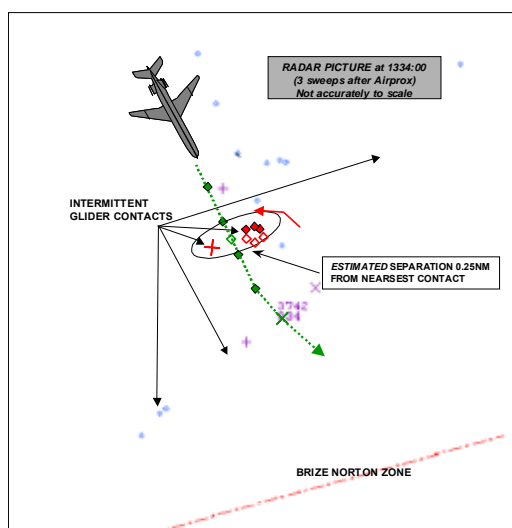 RADAR PICTURE at 1334:00
(3 sweeps after Airprox)
Not accurately to scale
INTERMITTENT
GLIDER CONTACTS
ESTIMATED SEPARATION 0.25NM
FROM NEARSEST CONTACT
3742
BRIZE NORTON ZONE